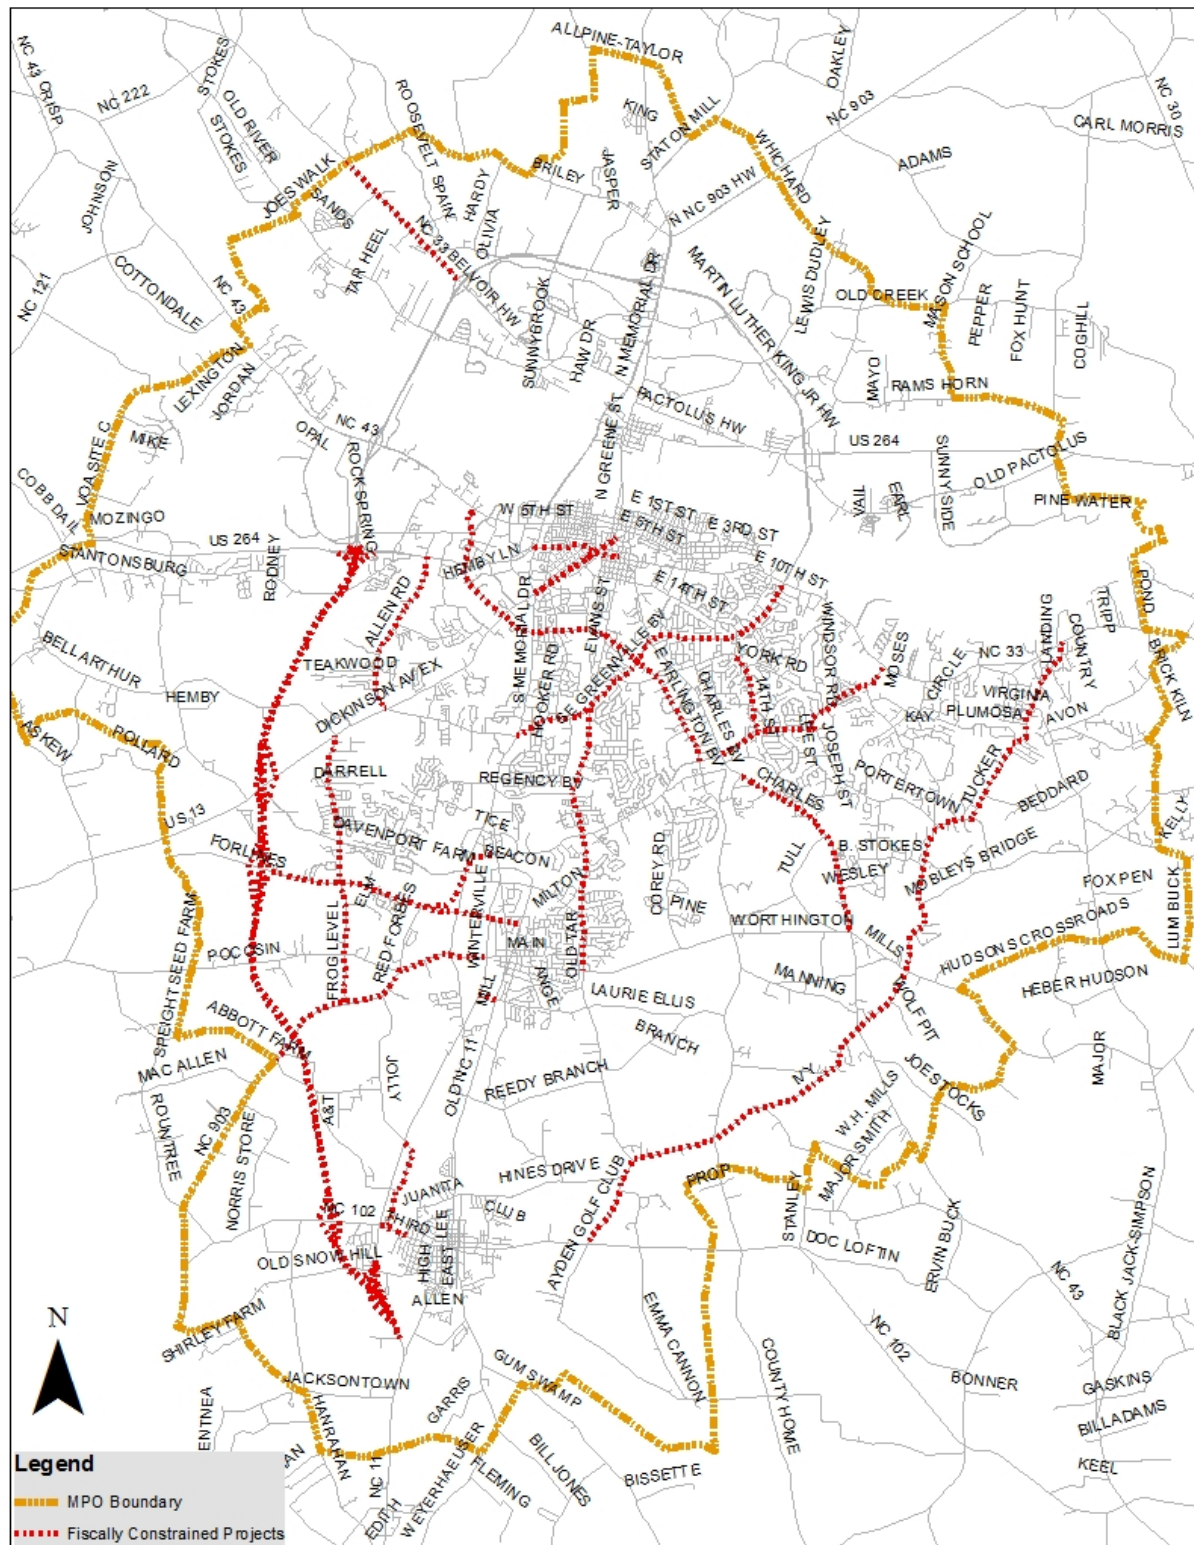 ALLPINE-TAYLOR
NC 43 CRISP
NC 222
STOKES
OLD RIVER
STOKES
ROOSEVELT SPAIN
KING
STATON MILL
OAKLEY
NC 903
NC 30
CARL MORRIS
ADAMS
WHICHARD
BRILEY
JASPER
HARDY
OLIVIA
N NC 903 HW
JOHNSON
JOES WALK
SANDS
TAR HEEL
NC 33 BELVOIR HW
COTTONDALE
NC 43
NC 121
SUNNYBROOK
HAW DR
N MEMORIAL DR
MARTIN LUTHER KING JR HW
LEWIS DUDLEY
OLD CREEK
MASON SCHOOL
PEPPER
FOX HUNT
COGHILL
LEXINGTON
JORDAN
MAYO
RAMS HORN
PACTOLUS HW
N GREENE ST
US 264
OLD PACTOLUS
SUNNYSIDE
VOA SITE C
MIKE
OPAL
NC 43
ROCK SPRING
COBB DAIL
MOZINGO
STANTONSBURG
US 264
RODNEY
W 5TH ST
E 1ST ST
E 3RD ST
E 5TH ST
E 10TH ST
E 14TH ST
VAIL
EARL
PINE WATER
POND
TRIPP
COUNTRY
LANDING
BRICK KILN
HEMBY LN
ALLEN RD
S MEMORIAL DR
EVANS ST
HOOKER RD
SE GREENVILLE BV
E ARLINGTON BV
CHARLES BV
YORK RD
14TH ST
WINDSOR RD
LEE ST
JOSEPH ST
MOSES
CIRCLE
NC 33
VIRGINIA
KAY
PLUMOSA
AVON
BELL ARTHUR
HEMBY
TEAKWOOD
DICKINSON AV EX
ASKEW
POLLARD
DARRELL
REGENCY BV
CHARLES
PORTERTOWN
TUCKER
BEDDARD
KELLY
US 13
FORLINES
DAVENPORT FARM
TICE
BEACON
MILTON
COREY RD
PINE
TULL
B. STOKES
WESLEY
MOBLEYS BRIDGE
FOX PEN
LUM BUCK
ELM
RED FORBES
FROG LEVEL
WINTERVILLE
MAIN
OLD TAR
WORTHINGTON
MILLS
HUDSONS CROSSROADS
HEBER HUDSON
SPEIGHT SEED FARM
POCOSIN
ABBOTT FARM
MAC ALLEN
MILL
ANGE
LAURIE ELLIS
MANNING
WOLF PIT
BRANCH
REEDY BRANCH
OLD NC 11
JOLLY
IVY
JOE STOCKS
MAJOR
ROUNTREE
NC 903
NORRIS STORE
A&T
W.H. MILLS
MAJOR SMITH
HINES DRIVE
JUANITA
CLUB
NC 102
THIRD
HIGH
EAST LEE
AYDEN GOLF CLUB
PROP
STANLEY
DOC LOFTIN
ERVIN BUCK
NC 43
BLACK JACK-SIMPSON
OLD SNOW HILL
ALLEN
SHIRLEY FARM
EMMA CANNON
COUNTY HOME
NC 102
BONNER
GASKINS
BILL ADAMS
KEEL
JACKSONTOWN
HANRAHAN
GARRIS
GUM SWAMP
BILL JONES
BISSETTE
WEYERHAEUSER
FLEMING
NC 11
EDITH
ENTNEA
AN
N
Legend
MPO Boundary
Fiscally Constrained Projects